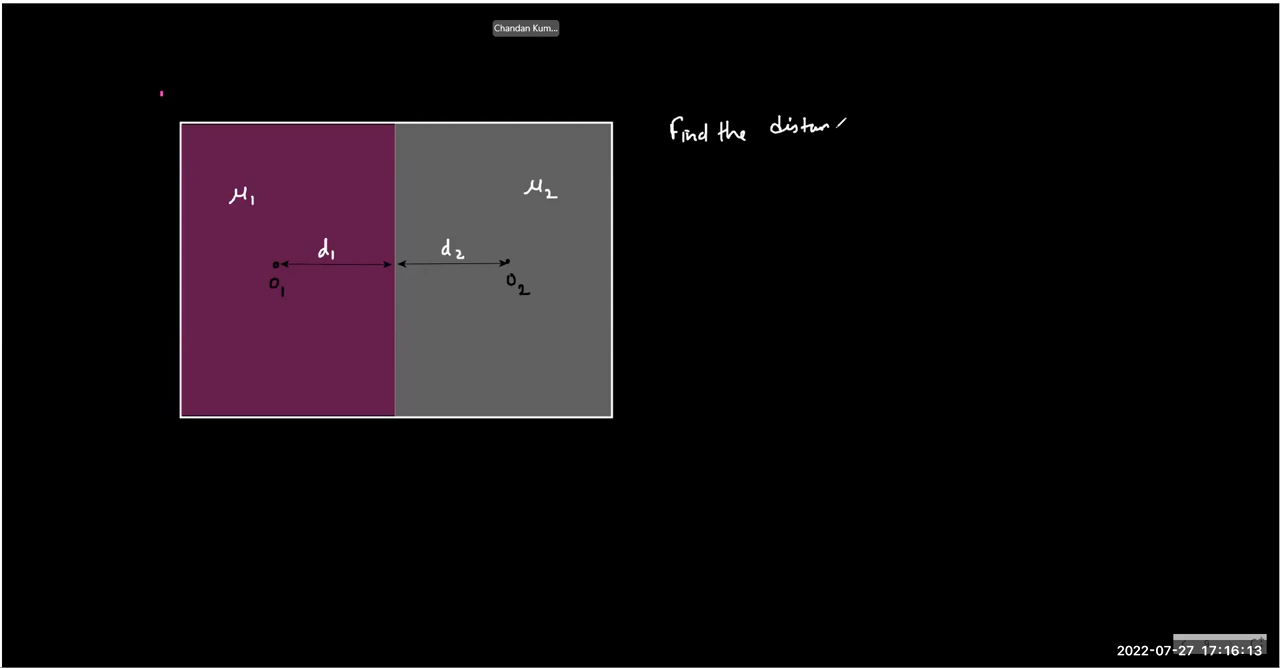 Chandan Kum...
Find the distan
μ₁
μ₂
d₁
d₂
O₁
O₂
2022-07-27 17:16:13